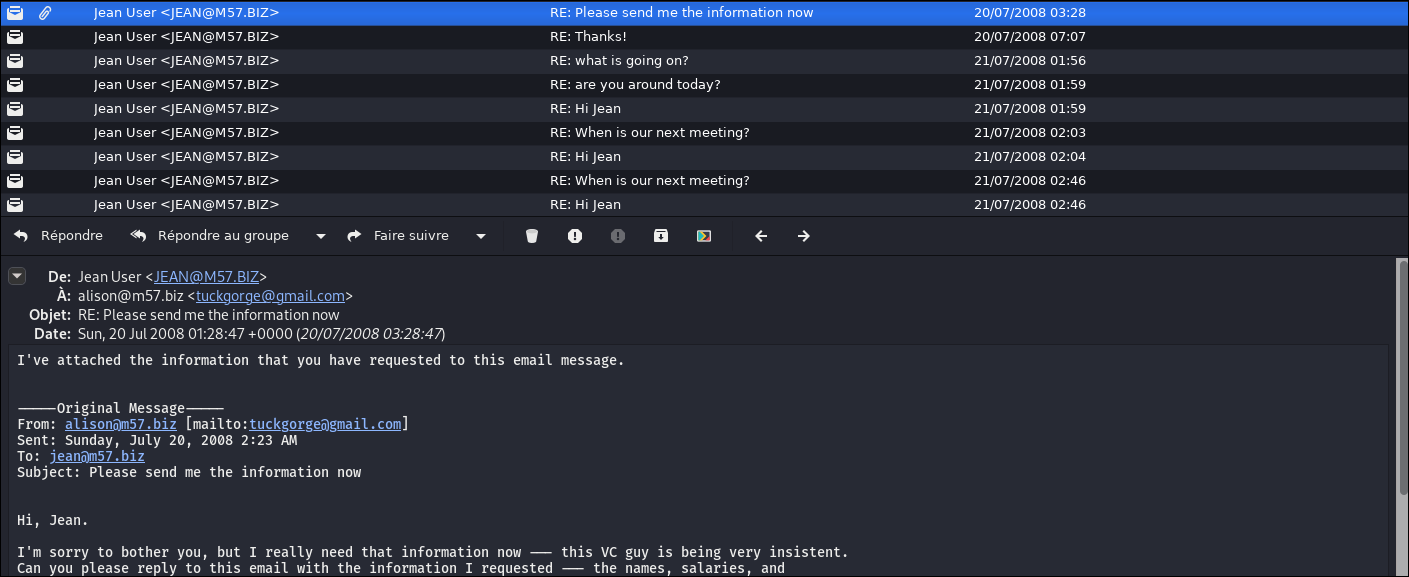 Jean User <JEAN@M57.BIZ> RE: Please send me the information now 20/07/2008 03:28
Jean User <JEAN@M57.BIZ> RE: Thanks! 20/07/2008 07:07
Jean User <JEAN@M57.BIZ> RE: what is going on? 21/07/2008 01:56
Jean User <JEAN@M57.BIZ> RE: are you around today? 21/07/2008 01:59
Jean User <JEAN@M57.BIZ> RE: Hi Jean 21/07/2008 01:59
Jean User <JEAN@M57.BIZ> RE: When is our next meeting? 21/07/2008 02:03
Jean User <JEAN@M57.BIZ> RE: Hi Jean 21/07/2008 02:04
Jean User <JEAN@M57.BIZ> RE: When is our next meeting? 21/07/2008 02:46
Jean User <JEAN@M57.BIZ> RE: Hi Jean 21/07/2008 02:46
Répondre Répondre au groupe Faire suivre
De: Jean User <JEAN@M57.BIZ>
À: alison@m57.biz <tuckgorge@gmail.com>
Objet: RE: Please send me the information now
Date: Sun, 20 Jul 2008 01:28:47 +0000 (20/07/2008 03:28:47)
I've attached the information that you have requested to this email message.
-----Original Message-----
From: alison@m57.biz [mailto:tuckgorge@gmail.com]
Sent: Sunday, July 20, 2008 2:23 AM
To: jean@m57.biz
Subject: Please send me the information now
Hi, Jean.
I'm sorry to bother you, but I really need that information now --- this VC guy is being very insistent.
Can you please reply to this email with the information I requested --- the names, salaries, and